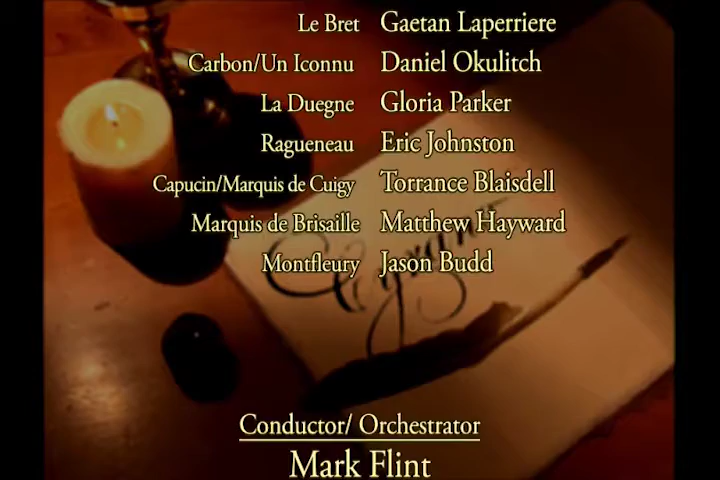 Le Bret Gaetan Laperriere
Carbon/Un Iconnu Daniel Okulitch
La Duegne Gloria Parker
Ragueneau Eric Johnston
Capucin/Marquis de Cuigy Torrance Blaisdell
Marquis de Brisaille Matthew Hayward
Montfleury Jason Budd
Conductor/ Orchestrator
Mark Flint